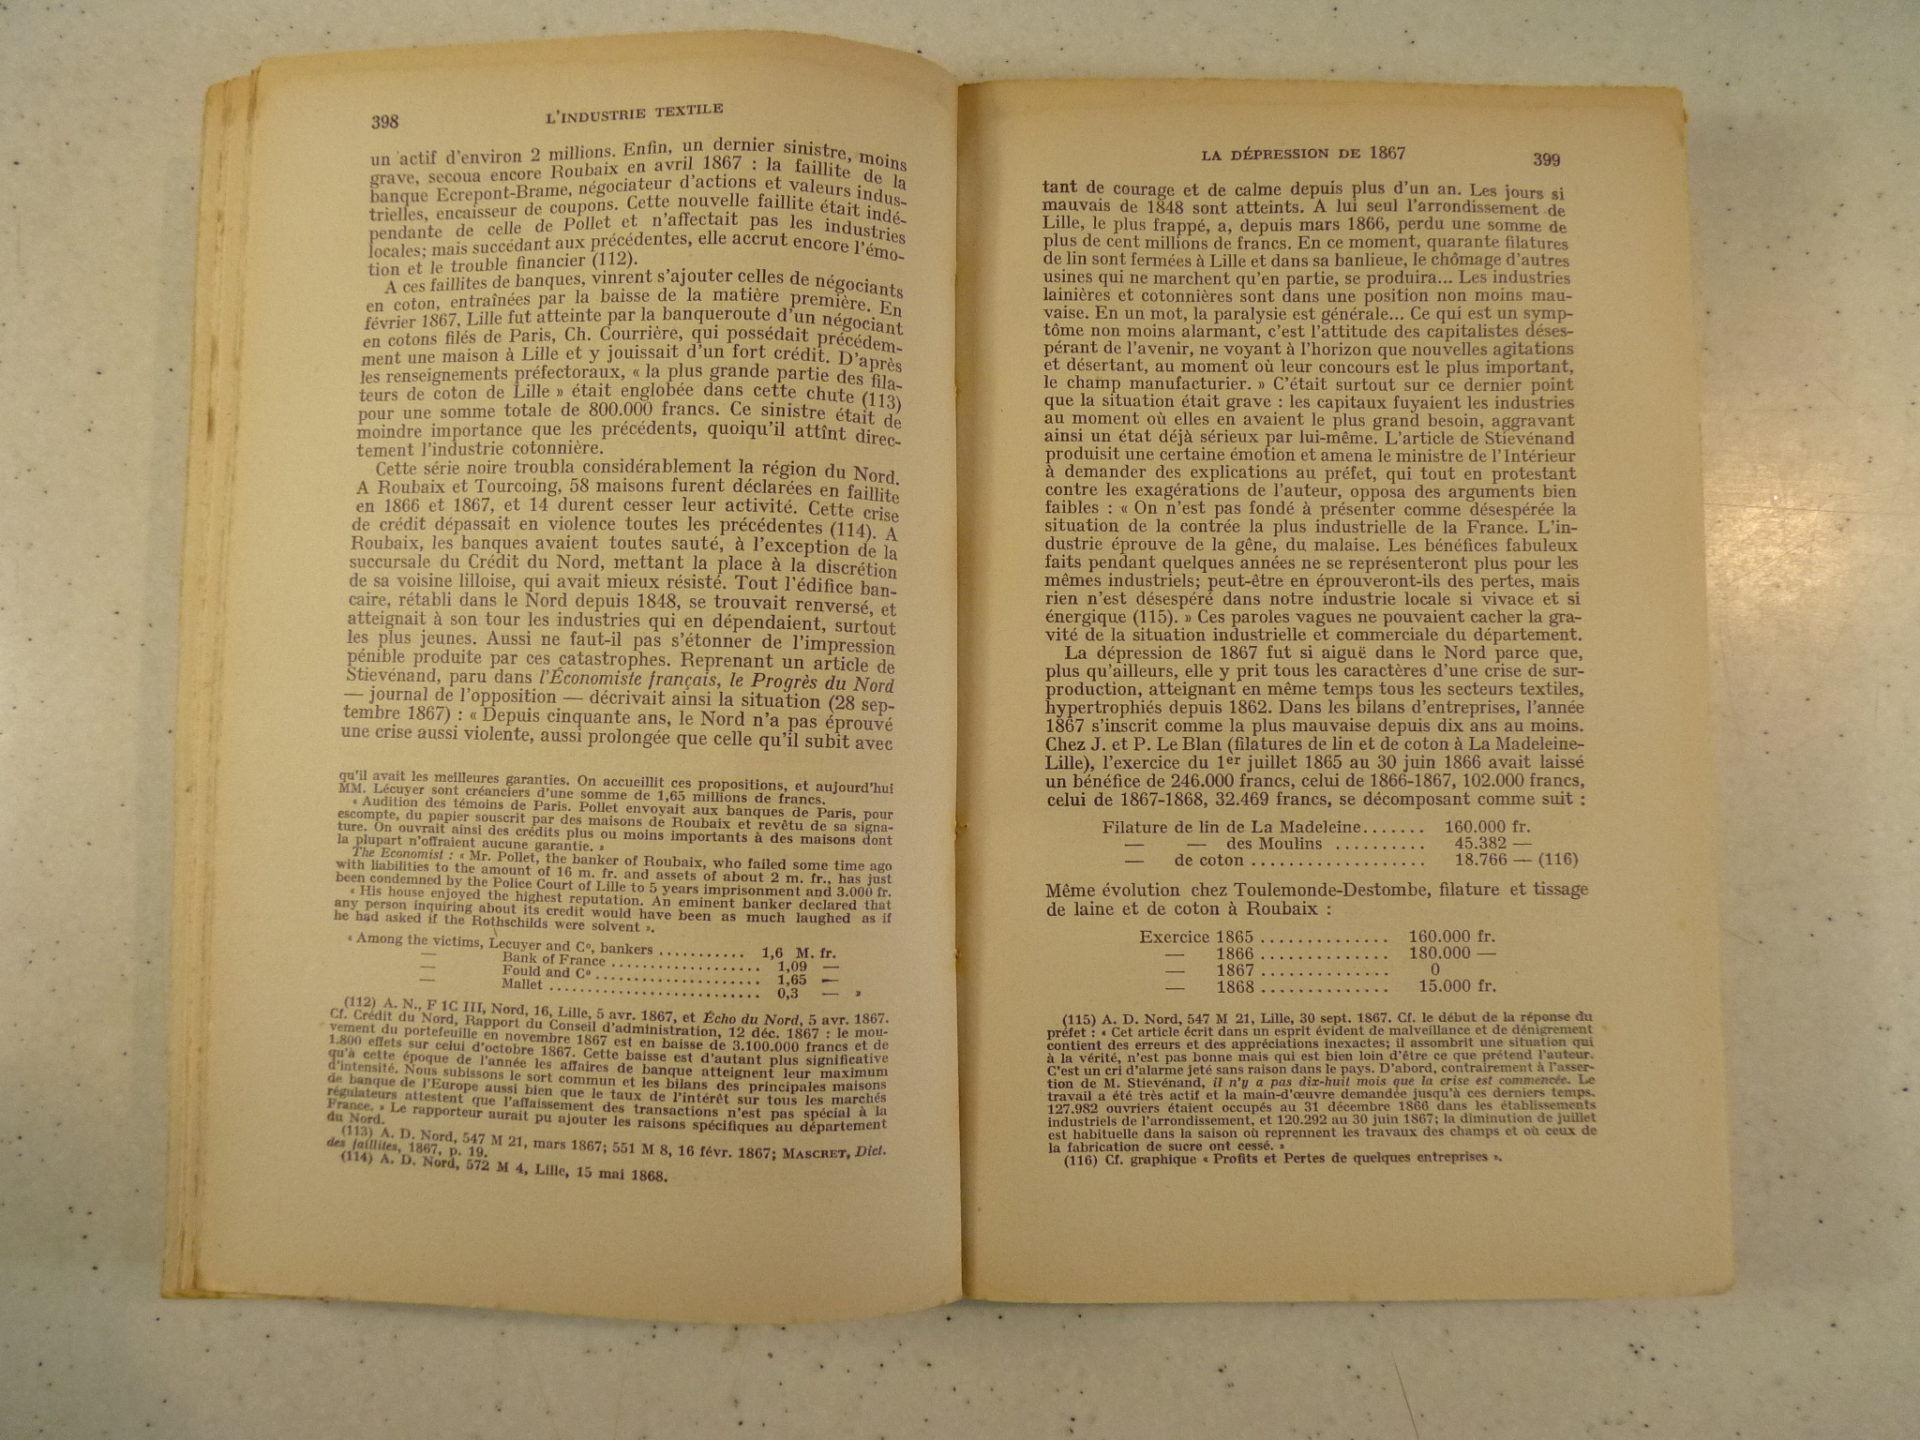 398
L'INDUSTRIE TEXTILE
un actif d'environ 2 millions. Enfin, un dernier sinistre, moins
grave, secoua encore Roubaix en avril 1867 : la faillite de la
banque Ecrepont-Brame, négociateur d'actions et valeurs indus-
trielles, encaisseur de coupons. Cette nouvelle faillite était indé-
pendante de celle de Pollet et n'affectait pas les industries
locales; mais succédant aux précédentes, elle accrut encore l'émo-
tion et le trouble financier (112).
A ces faillites de banques, vinrent s'ajouter celles de négociants
en coton, entraînées par la baisse de la matière première. En
février 1867, Lille fut atteinte par la banqueroute d'un négociant
en cotons filés de Paris, Ch. Courrière, qui possédait précédem-
ment une maison à Lille et y jouissait d'un fort crédit. D'après
les renseignements préfectoraux, « la plus grande partie des fila-
teurs de coton de Lille » était englobée dans cette chute (113)
pour une somme totale de 800.000 francs. Ce sinistre était de
moindre importance que les précédents, quoiqu'il attînt direc-
tement l'industrie cotonnière.
Cette série noire troubla considérablement la région du Nord.
A Roubaix et Tourcoing, 58 maisons furent déclarées en faillite
en 1866 et 1867, et 14 durent cesser leur activité. Cette crise
de crédit dépassait en violence toutes les précédentes (114). A
Roubaix, les banques avaient toutes sauté, à l'exception de la
succursale du Crédit du Nord, mettant la place à la discrétion
de sa voisine lilloise, qui avait mieux résisté. Tout l'édifice ban-
caire, rétabli dans le Nord depuis 1848, se trouvait renversé, et
atteignait à son tour les industries qui en dépendaient, surtout
les plus jeunes. Aussi ne faut-il pas s'étonner de l'impression
pénible produite par ces catastrophes. Reprenant un article de
Stievénand, paru dans l'Économiste français, le Progrès du Nord
— journal de l'opposition — décrivait ainsi la situation (28 sep-
tembre 1867) : « Depuis cinquante ans, le Nord n'a pas éprouvé
une crise aussi violente, aussi prolongée que celle qu'il subit avec
qu'il avait les meilleures garanties. On accueillit ces propositions, et aujourd'hui
MM. Lécuyer sont créanciers d'une somme de 1,65 millions de francs.
« Audition des témoins de Paris. Pollet envoyait aux banques de Paris, pour
escompte, du papier souscrit par des maisons de Roubaix et revêtu de sa signa-
ture. On ouvrait ainsi des crédits plus ou moins importants à des maisons dont
la plupart n'offraient aucune garantie. »
The Economist : « Mr. Pollet, the banker of Roubaix, who failed some time ago
with liabilities to the amount of 16 m. fr. and assets of about 2 m. fr., has just
been condemned by the Police Court of Lille to 5 years imprisonment and 3.000 fr.
« His house enjoyed the highest reputation. An eminent banker declared that
any person inquiring about its credit would have been as much laughed as if
he had asked if the Rothschilds were solvent ».
« Among the victims, Lecuyer and C°, bankers ........... 1,6 M. fr.
— Bank of France .................... 1,09 —
— Fould and C° ...................... 1,65 —
— Mallet ............................ 0,3 — »
(112) A. N., F 1C III, Nord, 16, Lille, 5 avr. 1867, et Écho du Nord, 5 avr. 1867.
Cf. Crédit du Nord, Rapport du Conseil d'administration, 12 déc. 1867 : le mou-
vement du portefeuille en novembre 1867 est en baisse de 3.100.000 francs et de
1.800 effets sur celui d'octobre 1867. Cette baisse est d'autant plus significative
qu'à cette époque de l'année les affaires de banque atteignent leur maximum
d'intensité. Nous subissons le sort commun et les bilans des principales maisons
de banque de l'Europe aussi bien que le taux de l'intérêt sur tous les marchés
régulateurs attestent que l'affaissement des transactions n'est pas spécial à la
France. » Le rapporteur aurait pu ajouter les raisons spécifiques au département
du Nord.
(113) A. D. Nord, 547 M 21, mars 1867; 551 M 8, 16 févr. 1867; MASCRET, Dict.
des faillites, 1867, p. 19.
(114) A. D. Nord, 572 M 4, Lille, 15 mai 1868.
LA DÉPRESSION DE 1867
399
tant de courage et de calme depuis plus d'un an. Les jours si
mauvais de 1848 sont atteints. A lui seul l'arrondissement de
Lille, le plus frappé, a, depuis mars 1866, perdu une somme de
plus de cent millions de francs. En ce moment, quarante filatures
de lin sont fermées à Lille et dans sa banlieue, le chômage d'autres
usines qui ne marchent qu'en partie, se produira... Les industries
lainières et cotonnières sont dans une position non moins mau-
vaise. En un mot, la paralysie est générale... Ce qui est un symp-
tôme non moins alarmant, c'est l'attitude des capitalistes déses-
pérant de l'avenir, ne voyant à l'horizon que nouvelles agitations
et désertant, au moment où leur concours est le plus important,
le champ manufacturier. » C'était surtout sur ce dernier point
que la situation était grave : les capitaux fuyaient les industries
au moment où elles en avaient le plus grand besoin, aggravant
ainsi un état déjà sérieux par lui-même. L'article de Stievénand
produisit une certaine émotion et amena le ministre de l'Intérieur
à demander des explications au préfet, qui tout en protestant
contre les exagérations de l'auteur, opposa des arguments bien
faibles : « On n'est pas fondé à présenter comme désespérée la
situation de la contrée la plus industrielle de la France. L'in-
dustrie éprouve de la gêne, du malaise. Les bénéfices fabuleux
faits pendant quelques années ne se représenteront plus pour les
mêmes industriels; peut-être en éprouveront-ils des pertes, mais
rien n'est désespéré dans notre industrie locale si vivace et si
énergique (115). » Ces paroles vagues ne pouvaient cacher la gra-
vité de la situation industrielle et commerciale du département.
La dépression de 1867 fut si aiguë dans le Nord parce que,
plus qu'ailleurs, elle y prit tous les caractères d'une crise de sur-
production, atteignant en même temps tous les secteurs textiles,
hypertrophiés depuis 1862. Dans les bilans d'entreprises, l'année
1867 s'inscrit comme la plus mauvaise depuis dix ans au moins.
Chez J. et P. Le Blan (filatures de lin et de coton à La Madeleine-
Lille), l'exercice du 1er juillet 1865 au 30 juin 1866 avait laissé
un bénéfice de 246.000 francs, celui de 1866-1867, 102.000 francs,
celui de 1867-1868, 32.469 francs, se décomposant comme suit :
Filature de lin de La Madeleine....... 160.000 fr.
— — des Moulins .......... 45.382 —
— de coton ................... 18.766 — (116)
Même évolution chez Toulemonde-Destombe, filature et tissage
de laine et de coton à Roubaix :
Exercice 1865 .............. 160.000 fr.
— 1866 .............. 180.000 —
— 1867 .............. 0
— 1868 .............. 15.000 fr.
(115) A. D. Nord, 547 M 21, Lille, 30 sept. 1867. Cf. le début de la réponse du
préfet : « Cet article écrit dans un esprit évident de malveillance et de dénigrement
contient des erreurs et des appréciations inexactes; il assombrit une situation qui
à la vérité, n'est pas bonne mais qui est bien loin d'être ce que prétend l'auteur.
C'est un cri d'alarme jeté sans raison dans le pays. D'abord, contrairement à l'asser-
tion de M. Stievénand, il n'y a pas dix-huit mois que la crise est commencée. Le
travail a été très actif et la main-d'œuvre demandée jusqu'à ces derniers temps.
127.982 ouvriers étaient occupés au 31 décembre 1866 dans les établissements
industriels de l'arrondissement, et 120.292 au 30 juin 1867; la diminution de juillet
est habituelle dans la saison où reprennent les travaux des champs et où ceux de
la fabrication de sucre ont cessé. »
(116) Cf. graphique « Profits et Pertes de quelques entreprises ».